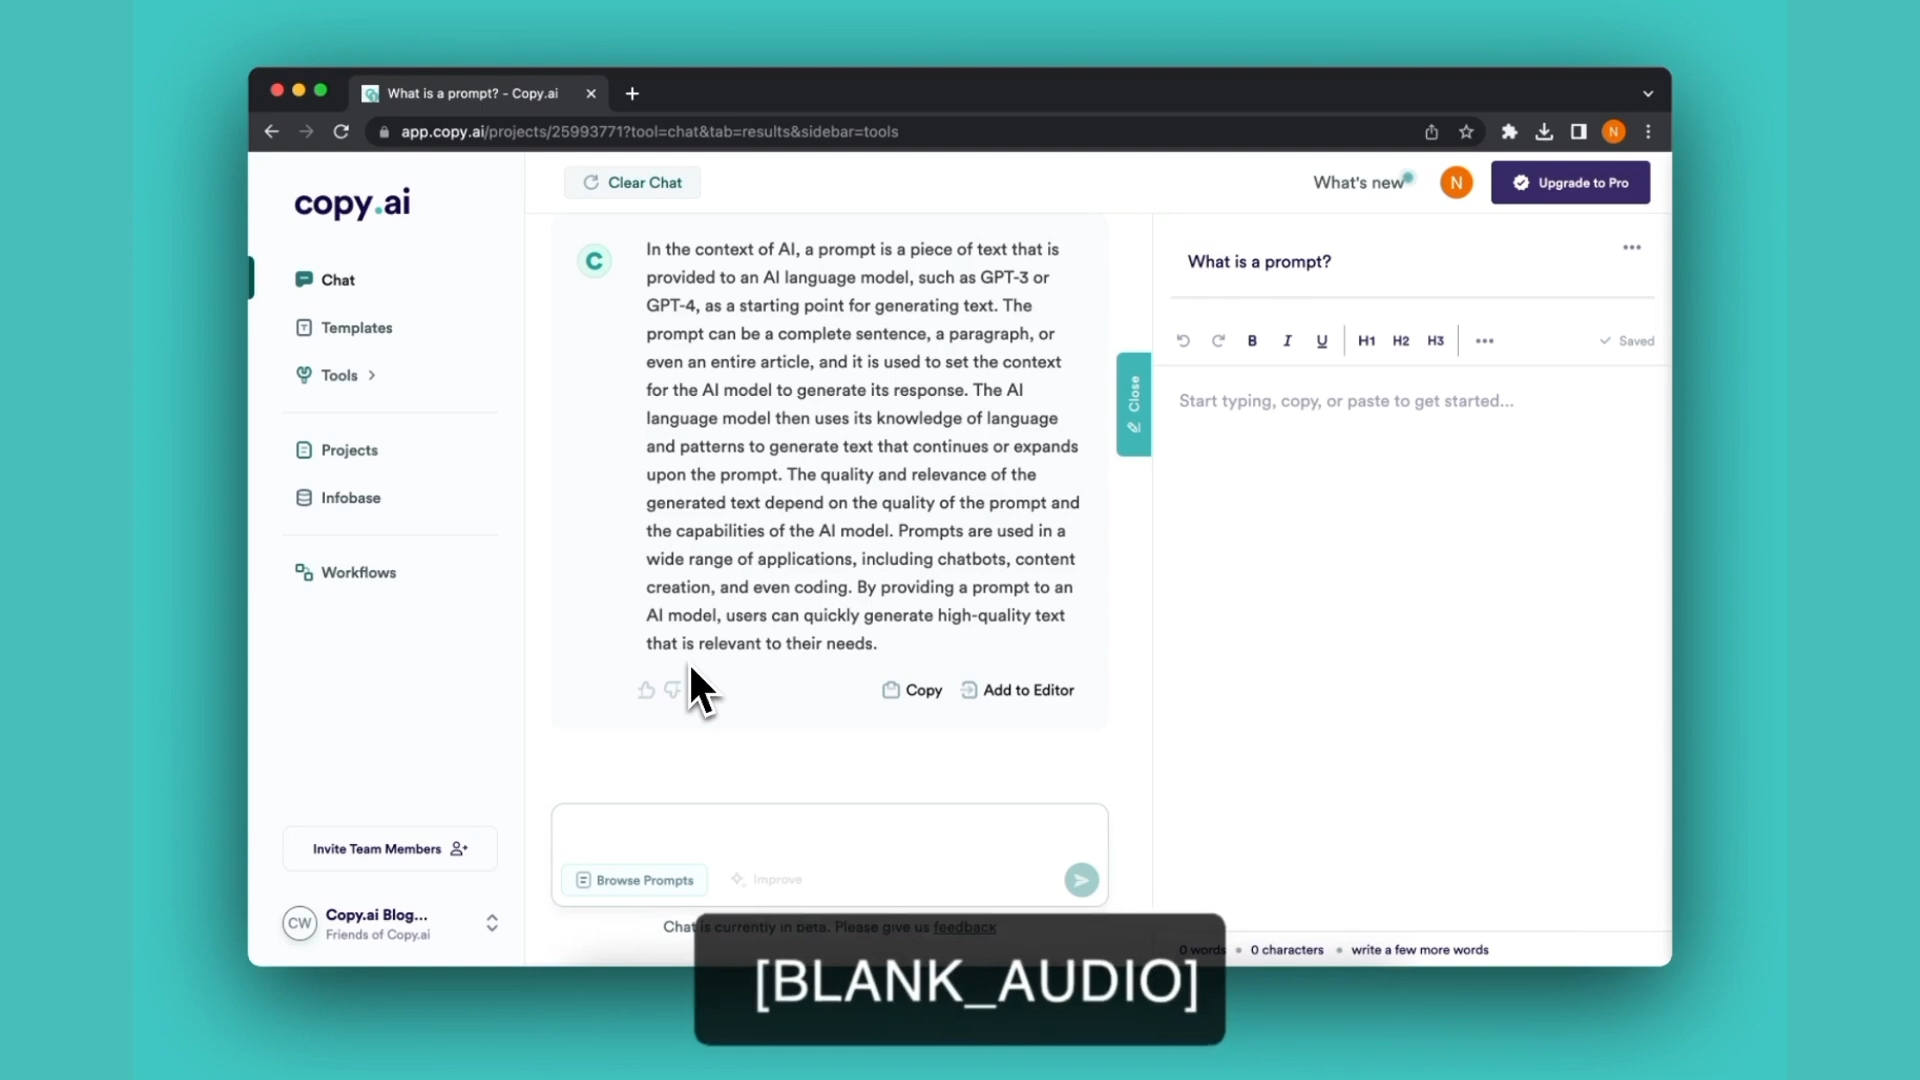 What is a prompt? - Copy.ai
app.copy.ai/projects/25993771?tool=chat&tab=results&sidebar=tools
N
copy.ai
Chat
Templates
Tools
Projects
Infobase
Workflows
Invite Team Members
CW
Copy.ai Blog...
Friends of Copy.ai
Clear Chat
What's new
N
Upgrade to Pro
C
In the context of AI, a prompt is a piece of text that is
provided to an AI language model, such as GPT-3 or
GPT-4, as a starting point for generating text. The
prompt can be a complete sentence, a paragraph, or
even an entire article, and it is used to set the context
for the AI model to generate its response. The AI
language model then uses its knowledge of language
and patterns to generate text that continues or expands
upon the prompt. The quality and relevance of the
generated text depend on the quality of the prompt and
the capabilities of the AI model. Prompts are used in a
wide range of applications, including chatbots, content
creation, and even coding. By providing a prompt to an
AI model, users can quickly generate high-quality text
that is relevant to their needs.
Copy
Add to Editor
Browse Prompts
Improve
Chat is currently in beta. Please give us feedback
Close
What is a prompt?
B I U H1 H2 H3
Saved
Start typing, copy, or paste to get started...
0 words • 0 characters • write a few more words
[BLANK_AUDIO]